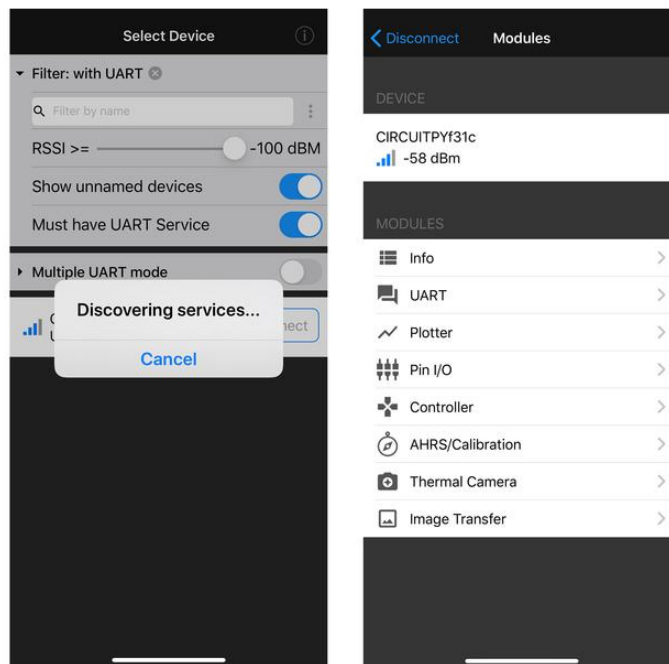 Select Device
Filter: with UART
Filter by name
RSSI >= -100 dBM
Show unnamed devices
Must have UART Service
Multiple UART mode
Discovering services...
Cancel
Disconnect Modules
DEVICE
CIRCUITPYf31c
-58 dBm
MODULES
Info
UART
Plotter
Pin I/O
Controller
AHRS/Calibration
Thermal Camera
Image Transfer